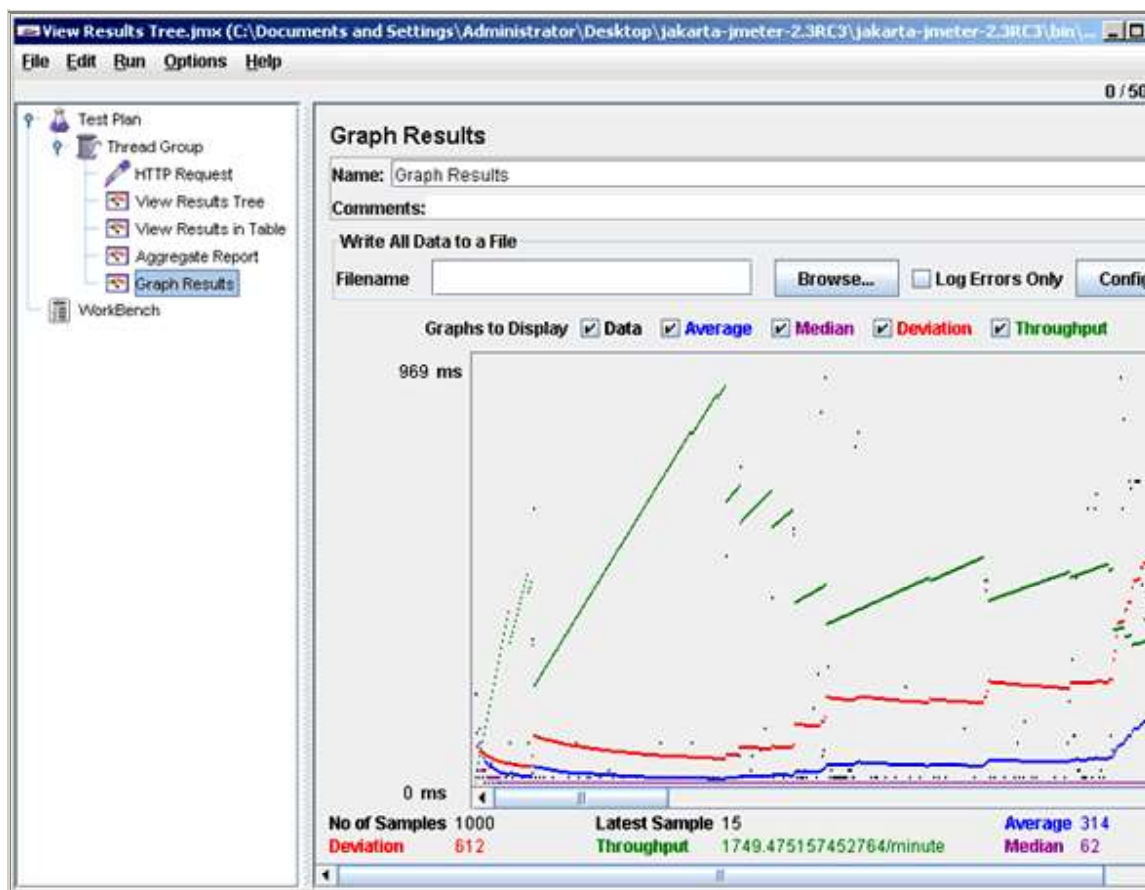 View Results Tree.jmx (C:\Documents and Settings\Administrator\Desktop\jakarta-jmeter-2.3RC3\jakarta-jmeter-2.3RC3\bin\...
File Edit Run Options Help
0 / 50
Test Plan
Thread Group
HTTP Request
View Results Tree
View Results in Table
Aggregate Report
Graph Results
WorkBench
Graph Results
Name: Graph Results
Comments:
Write All Data to a File
Filename Browse... Log Errors Only Config
Graphs to Display Data Average Median Deviation Throughput
969 ms
0 ms
No of Samples 1000 Latest Sample 15 Average 314
Deviation 612 Throughput 1749.475157452764/minute Median 62